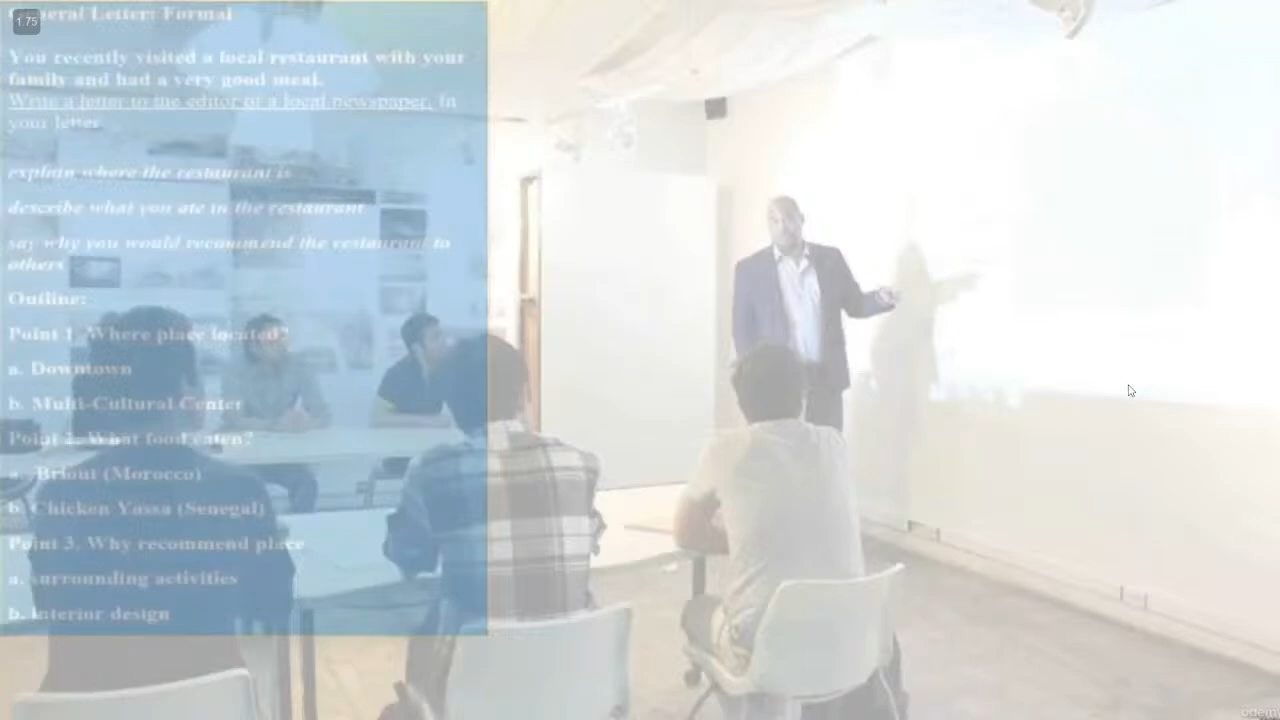 1.75
General Letter: Formal
You recently visited a local restaurant with your
family and had a very good meal.
Write a letter to the editor of a local newspaper. In
your letter
explain where the restaurant is
describe what you ate in the restaurant
say why you would recommend the restaurant to
others
Outline:
Point 1. Where place located?
a. Downtown
b. Multi-Cultural Center
Point 2. What food eaten?
a. Briout (Morocco)
b. Chicken Yassa (Senegal)
Point 3. Why recommend place
a. surrounding activities
b. interior design